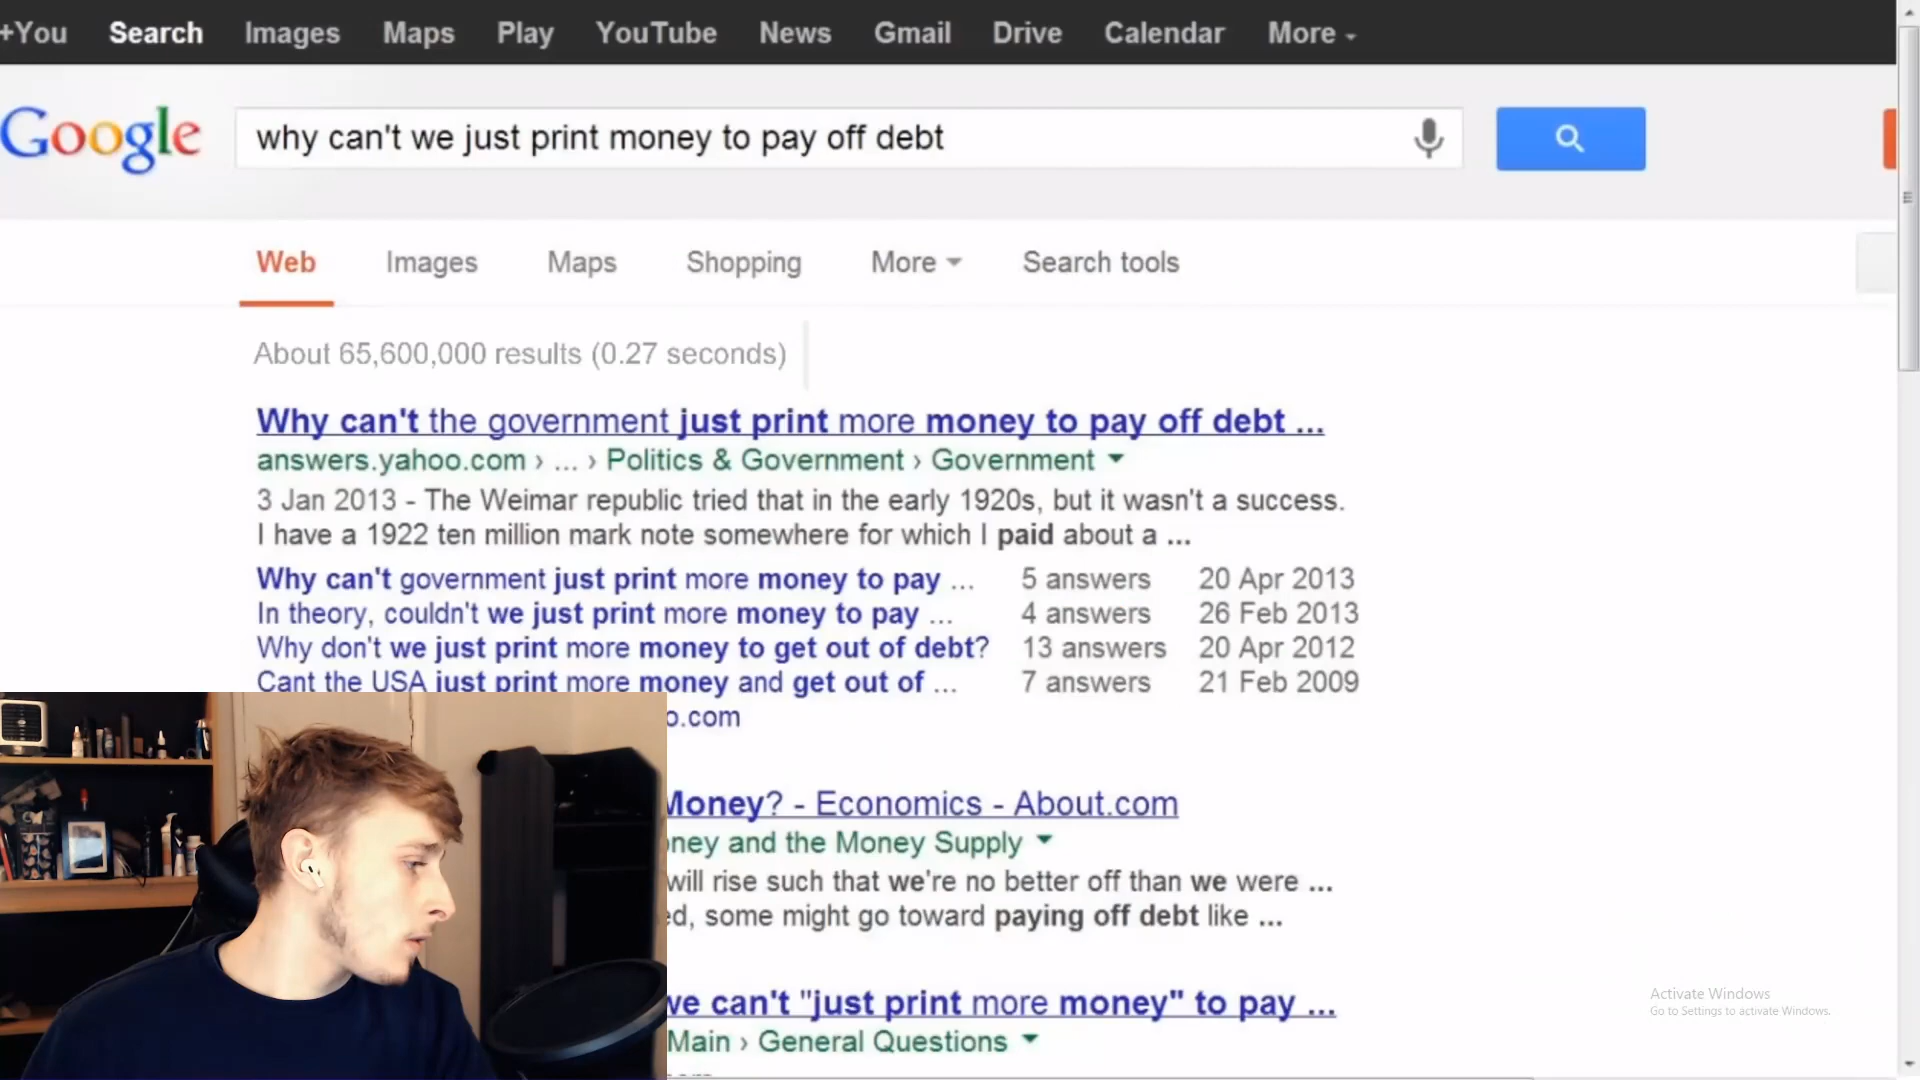 +You Search Images Maps Play YouTube News Gmail Drive Calendar More
Google
why can't we just print money to pay off debt
Web Images Maps Shopping More Search tools
About 65,600,000 results (0.27 seconds)
Why can't the government just print more money to pay off debt ...
answers.yahoo.com › ... › Politics & Government › Government
3 Jan 2013 - The Weimar republic tried that in the early 1920s, but it wasn't a success.
I have a 1922 ten million mark note somewhere for which I paid about a ...
Why can't government just print more money to pay ... 5 answers 20 Apr 2013
In theory, couldn't we just print more money to pay ... 4 answers 26 Feb 2013
Why don't we just print more money to get out of debt? 13 answers 20 Apr 2012
Cant the USA just print more money and get out of ... 7 answers 21 Feb 2009
o.com
Money? - Economics - About.com
oney and the Money Supply
will rise such that we're no better off than we were ...
ed, some might go toward paying off debt like ...
we can't "just print more money" to pay ...
Main › General Questions
Activate Windows
Go to Settings to activate Windows.